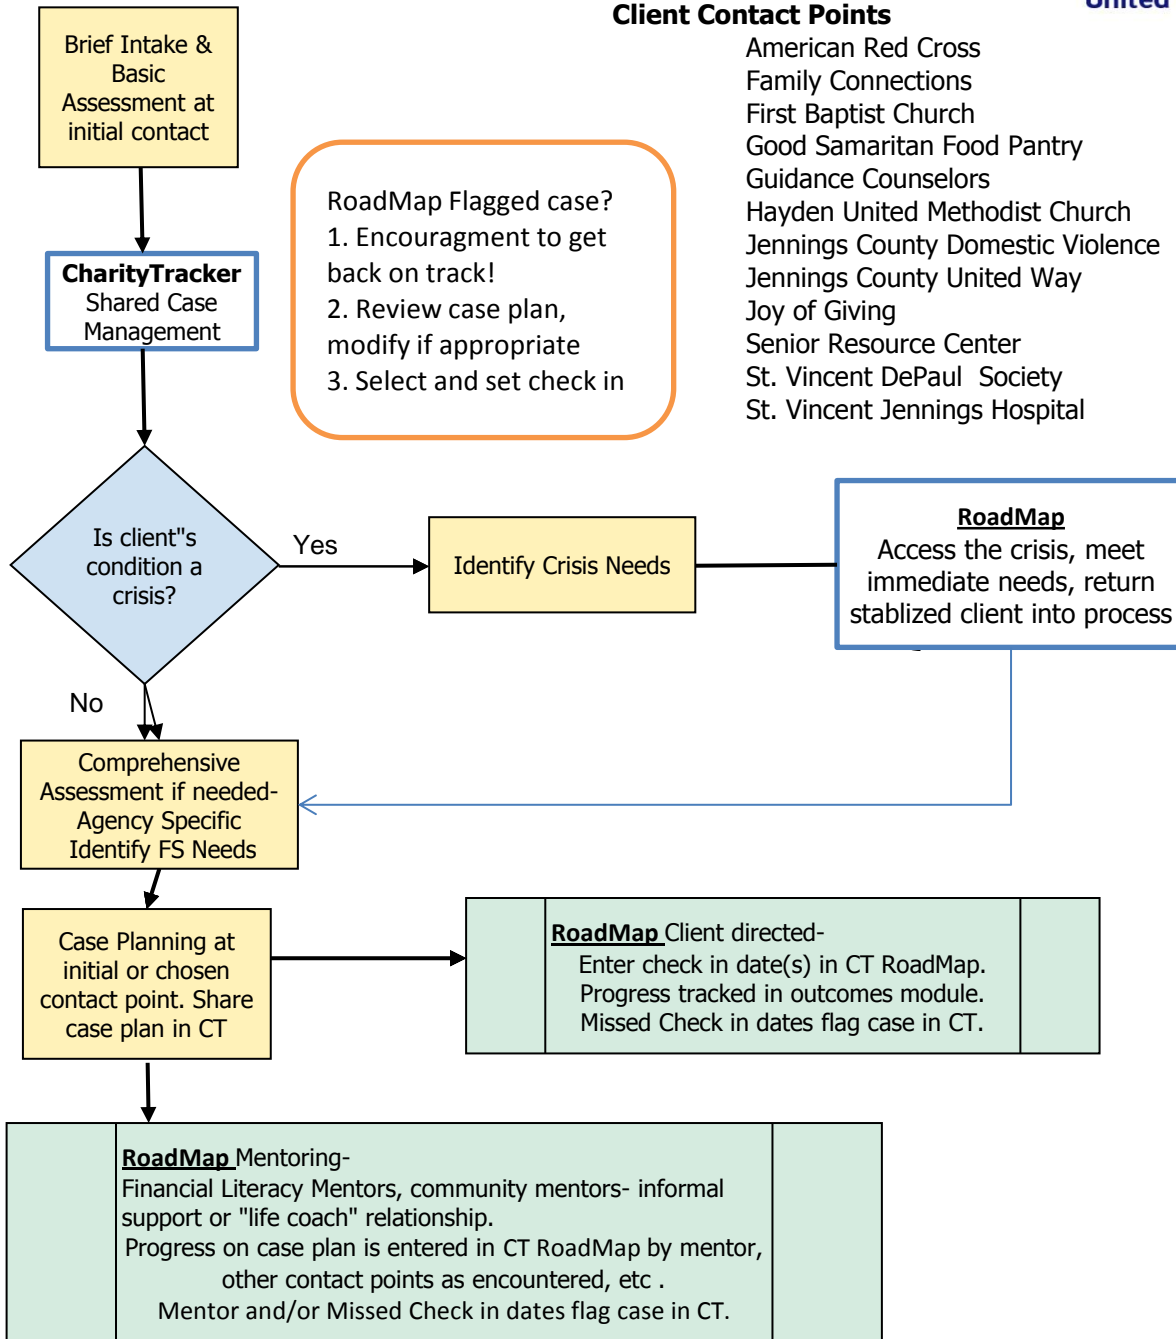 United
Client Contact Points
American Red Cross
Family Connections
First Baptist Church
Good Samaritan Food Pantry
Guidance Counselors
Hayden United Methodist Church
Jennings County Domestic Violence
Jennings County United Way
Joy of Giving
Senior Resource Center
St. Vincent DePaul  Society
St. Vincent Jennings Hospital
Brief Intake &
Basic
Assessment at
initial contact
RoadMap Flagged case?
1. Encouragment to get
back on track!
2. Review case plan,
modify if appropriate
3. Select and set check in
CharityTracker
Shared Case
Management
Is client"s
condition a
crisis?
Yes
Identify Crisis Needs
RoadMap
Access the crisis, meet
immediate needs, return
stablized client into process
No
Comprehensive
Assessment if needed-
Agency Specific
Identify FS Needs
Case Planning at
initial or chosen
contact point. Share
case plan in CT
RoadMap Client directed-
Enter check in date(s) in CT RoadMap.
Progress tracked in outcomes module.
Missed Check in dates flag case in CT.
RoadMap Mentoring-
Financial Literacy Mentors, community mentors- informal
support or "life coach" relationship.
Progress on case plan is entered in CT RoadMap by mentor,
other contact points as encountered, etc .
Mentor and/or Missed Check in dates flag case in CT.